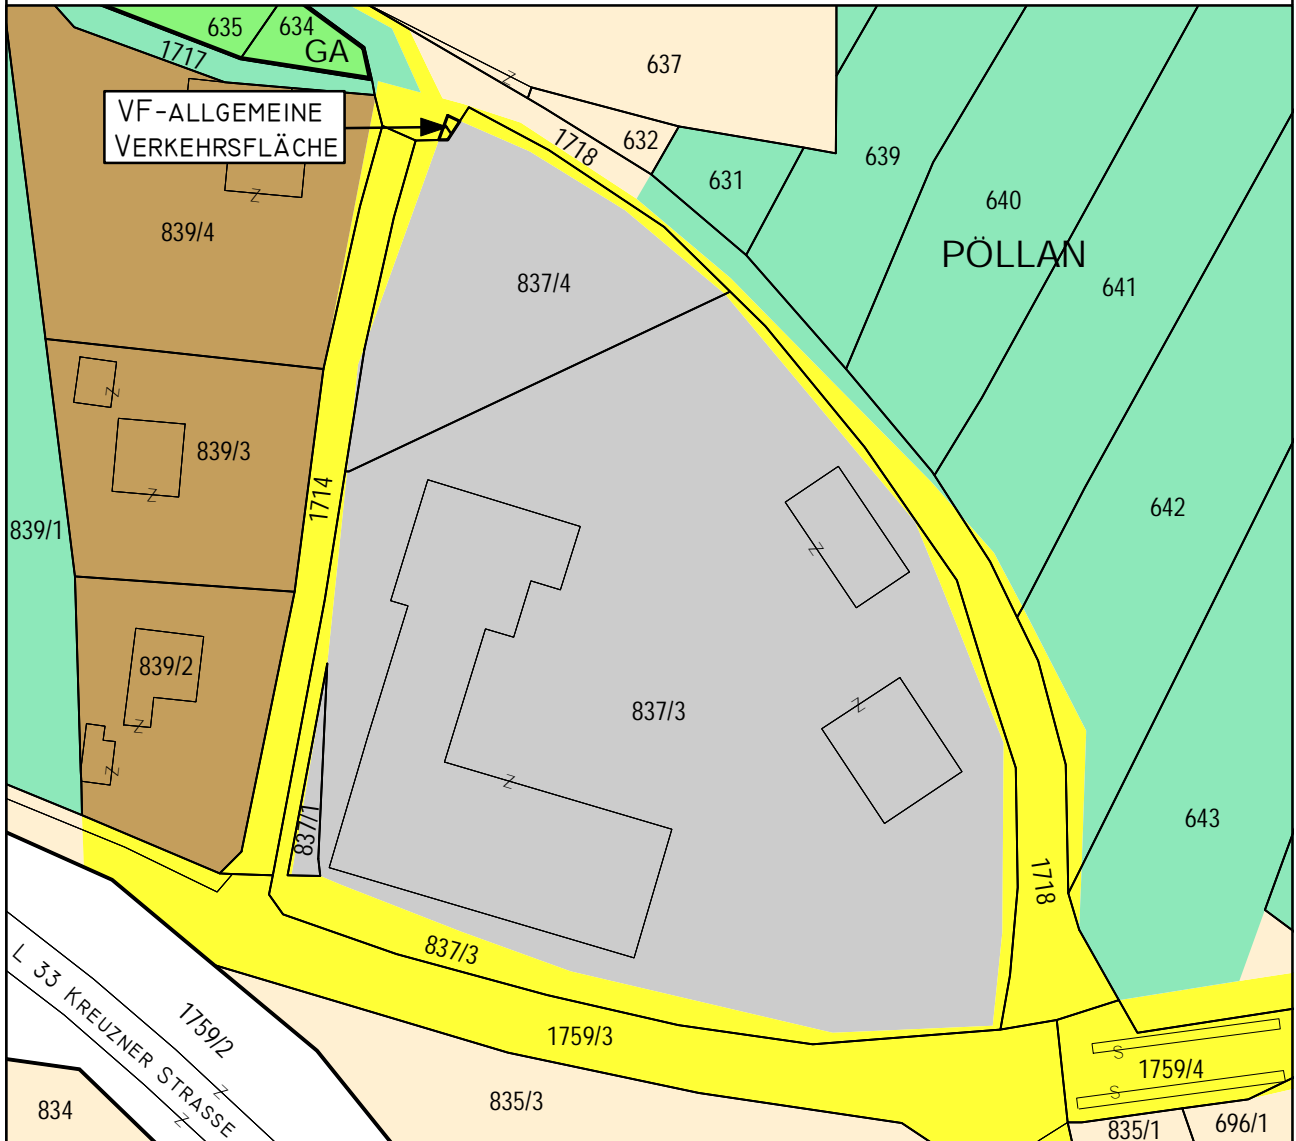 635
634
GA
1717
637
VF-ALLGEMEINE
VERKEHRSFLÄCHE
Z
1718
632
631
639
640
PÖLLAN
641
Z
839/4
837/4
Z
839/3
Z
1714
839/1
642
Z
839/2
Z
Z
837/3
Z
Z
837/1
643
1718
837/3
L 33 KREUZNER STRASSE
1759/2
Z
Z
1759/3
S
1759/4
S
834
835/3
835/1
696/1